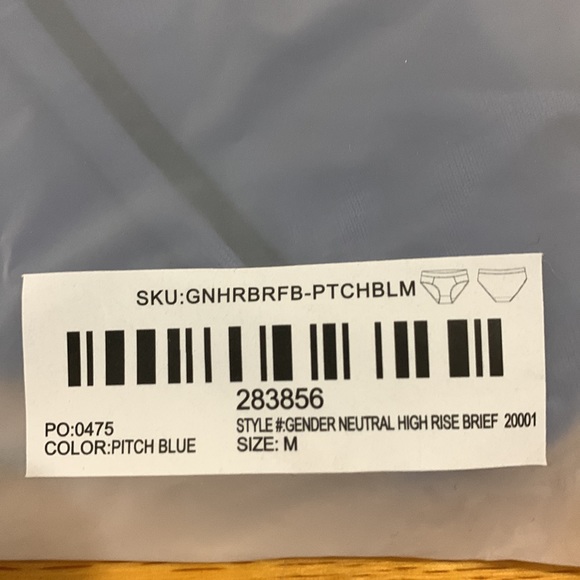 SKU:GNHRBRFB-PTCHBLM
283856
PO:0475
STYLE #:GENDER NEUTRAL HIGH RISE BRIEF 20001
COLOR:PITCH BLUE
SIZE: M